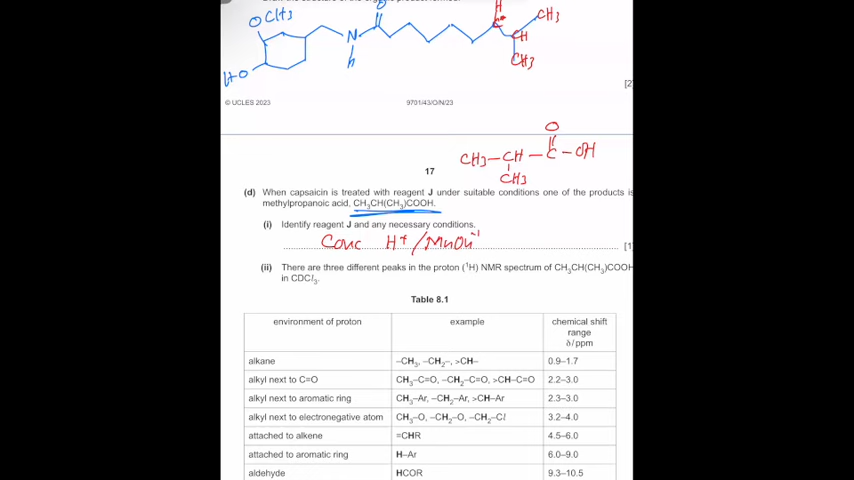 O CH3
HO
N
h
O
H
C*
CH3
CH
CH3
[2]
© UCLES 2023
9701/43/O/N/23
O
CH3—CH—C—OH
CH3
17
(d) When capsaicin is treated with reagent J under suitable conditions one of the products is
methylpropanoic acid, CH3CH(CH3)COOH.
(i) Identify reagent J and any necessary conditions.
Conc H+/MnO4-1
[1]
(ii) There are three different peaks in the proton (1H) NMR spectrum of CH3CH(CH3)COOH
in CDCl3.
Table 8.1
environment of proton example chemical shift
range
δ/ppm
alkane –CH3, –CH2–, >CH– 0.9–1.7
alkyl next to C=O CH3–C=O, –CH2–C=O, >CH–C=O 2.2–3.0
alkyl next to aromatic ring CH3–Ar, –CH2–Ar, >CH–Ar 2.3–3.0
alkyl next to electronegative atom CH3–O, –CH2–O, –CH2–Cl 3.2–4.0
attached to alkene =CHR 4.5–6.0
attached to aromatic ring H–Ar 6.0–9.0
aldehyde HCOR 9.3–10.5